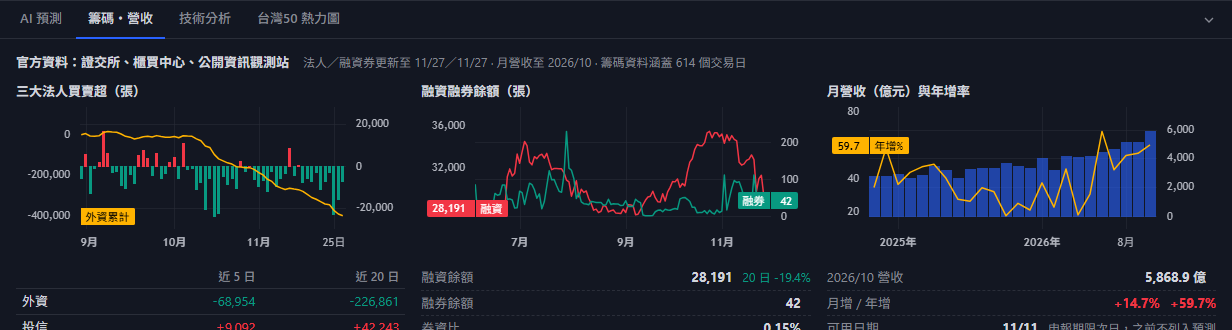 AI 預測 籌碼・營收 技術分析 台灣50 熱力圖
官方資料：證交所、櫃買中心、公開資訊觀測站 法人／融資券更新至 11/27／11/27 · 月營收至 2026/10 · 籌碼資料涵蓋 614 個交易日
三大法人買賣超（張）
0
-200,000
-400,000
20,000
0
-20,000
外資累計
9月 10月 11月 25日
近 5 日 近 20 日
外資 -68,954 -226,861
投信 +9,092 +42,243
融資融券餘額（張）
36,000
32,000
28,191 融資
200
100
0
融券 42
7月 9月 11月
融資餘額 28,191 20 日 -19.4%
融券餘額 42
券資比 0.15%
月營收（億元）與年增率
80
59.7 年增%
40
20
6,000
4,000
2,000
0
2025年 2026年 8月
2026/10 營收 5,868.9 億
月增 / 年增 +14.7% +59.7%
可用日期 11/11 申報期限次日，之前不列入預測